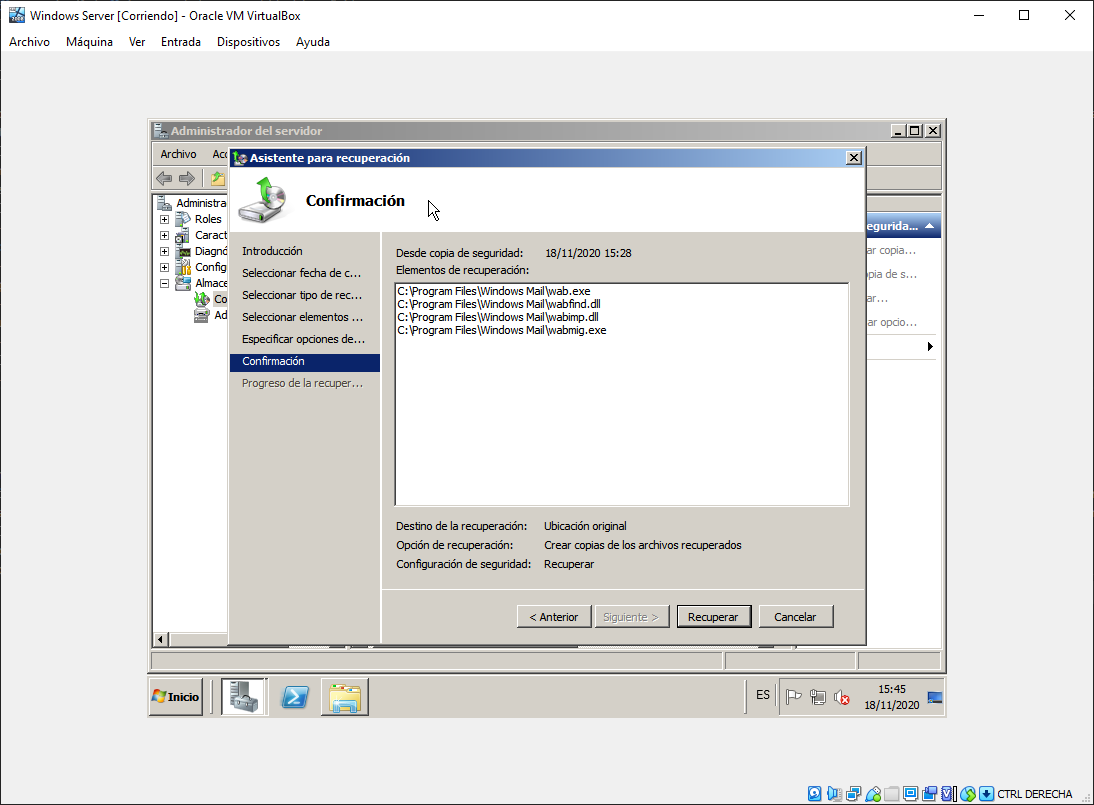 Windows Server [Corriendo] - Oracle VM VirtualBox
Archivo Máquina Ver Entrada Dispositivos Ayuda
Administrador del servidor
Archivo Acc
Asistente para recuperación
Confirmación
Administra
Roles
Caract
Diagnó
Config
Almace
Co
Ad
Introducción
Seleccionar fecha de c...
Seleccionar tipo de rec...
Seleccionar elementos ...
Especificar opciones de...
Confirmación
Progreso de la recuper...
Desde copia de seguridad: 18/11/2020 15:28
Elementos de recuperación:
C:\Program Files\Windows Mail\wab.exe
C:\Program Files\Windows Mail\wabfind.dll
C:\Program Files\Windows Mail\wabimp.dll
C:\Program Files\Windows Mail\wabmig.exe
Destino de la recuperación: Ubicación original
Opción de recuperación: Crear copias de los archivos recuperados
Configuración de seguridad: Recuperar
< Anterior Siguiente > Recuperar Cancelar
egurida...
ar copia...
pia de s...
ar...
ar opcio...
Inicio
ES
15:45
18/11/2020
CTRL DERECHA